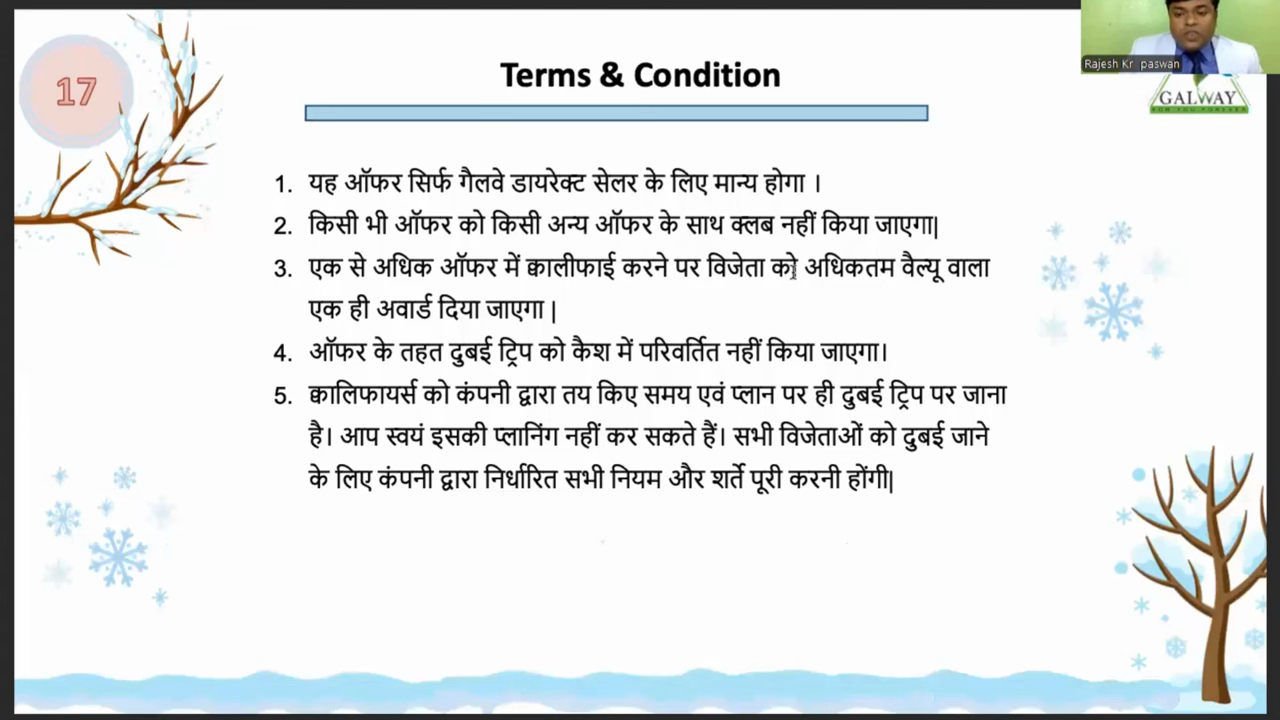 17
Terms & Condition
Rajesh Kr paswan
GALWAY
FOR YOU FOREVER
1. यह ऑफर सिर्फ गैलवे डायरेक्ट सेलर के लिए मान्य होगा ।
2. किसी भी ऑफर को किसी अन्य ऑफर के साथ क्लब नहीं किया जाएगा|
3. एक से अधिक ऑफर में क्वालीफाई करने पर विजेता को अधिकतम वैल्यू वाला
एक ही अवार्ड दिया जाएगा |
4. ऑफर के तहत दुबई ट्रिप को कैश में परिवर्तित नहीं किया जाएगा।
5. क्वालिफायर्स को कंपनी द्वारा तय किए समय एवं प्लान पर ही दुबई ट्रिप पर जाना
है। आप स्वयं इसकी प्लानिंग नहीं कर सकते हैं। सभी विजेताओं को दुबई जाने
के लिए कंपनी द्वारा निर्धारित सभी नियम और शर्ते पूरी करनी होंगी|